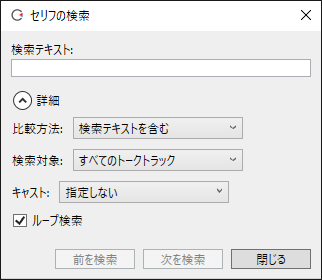 セリフの検索
検索テキスト:
詳細
比較方法: 検索テキストを含む
検索対象: すべてのトークトラック
キャスト: 指定しない
ループ検索
前を検索 次を検索 閉じる